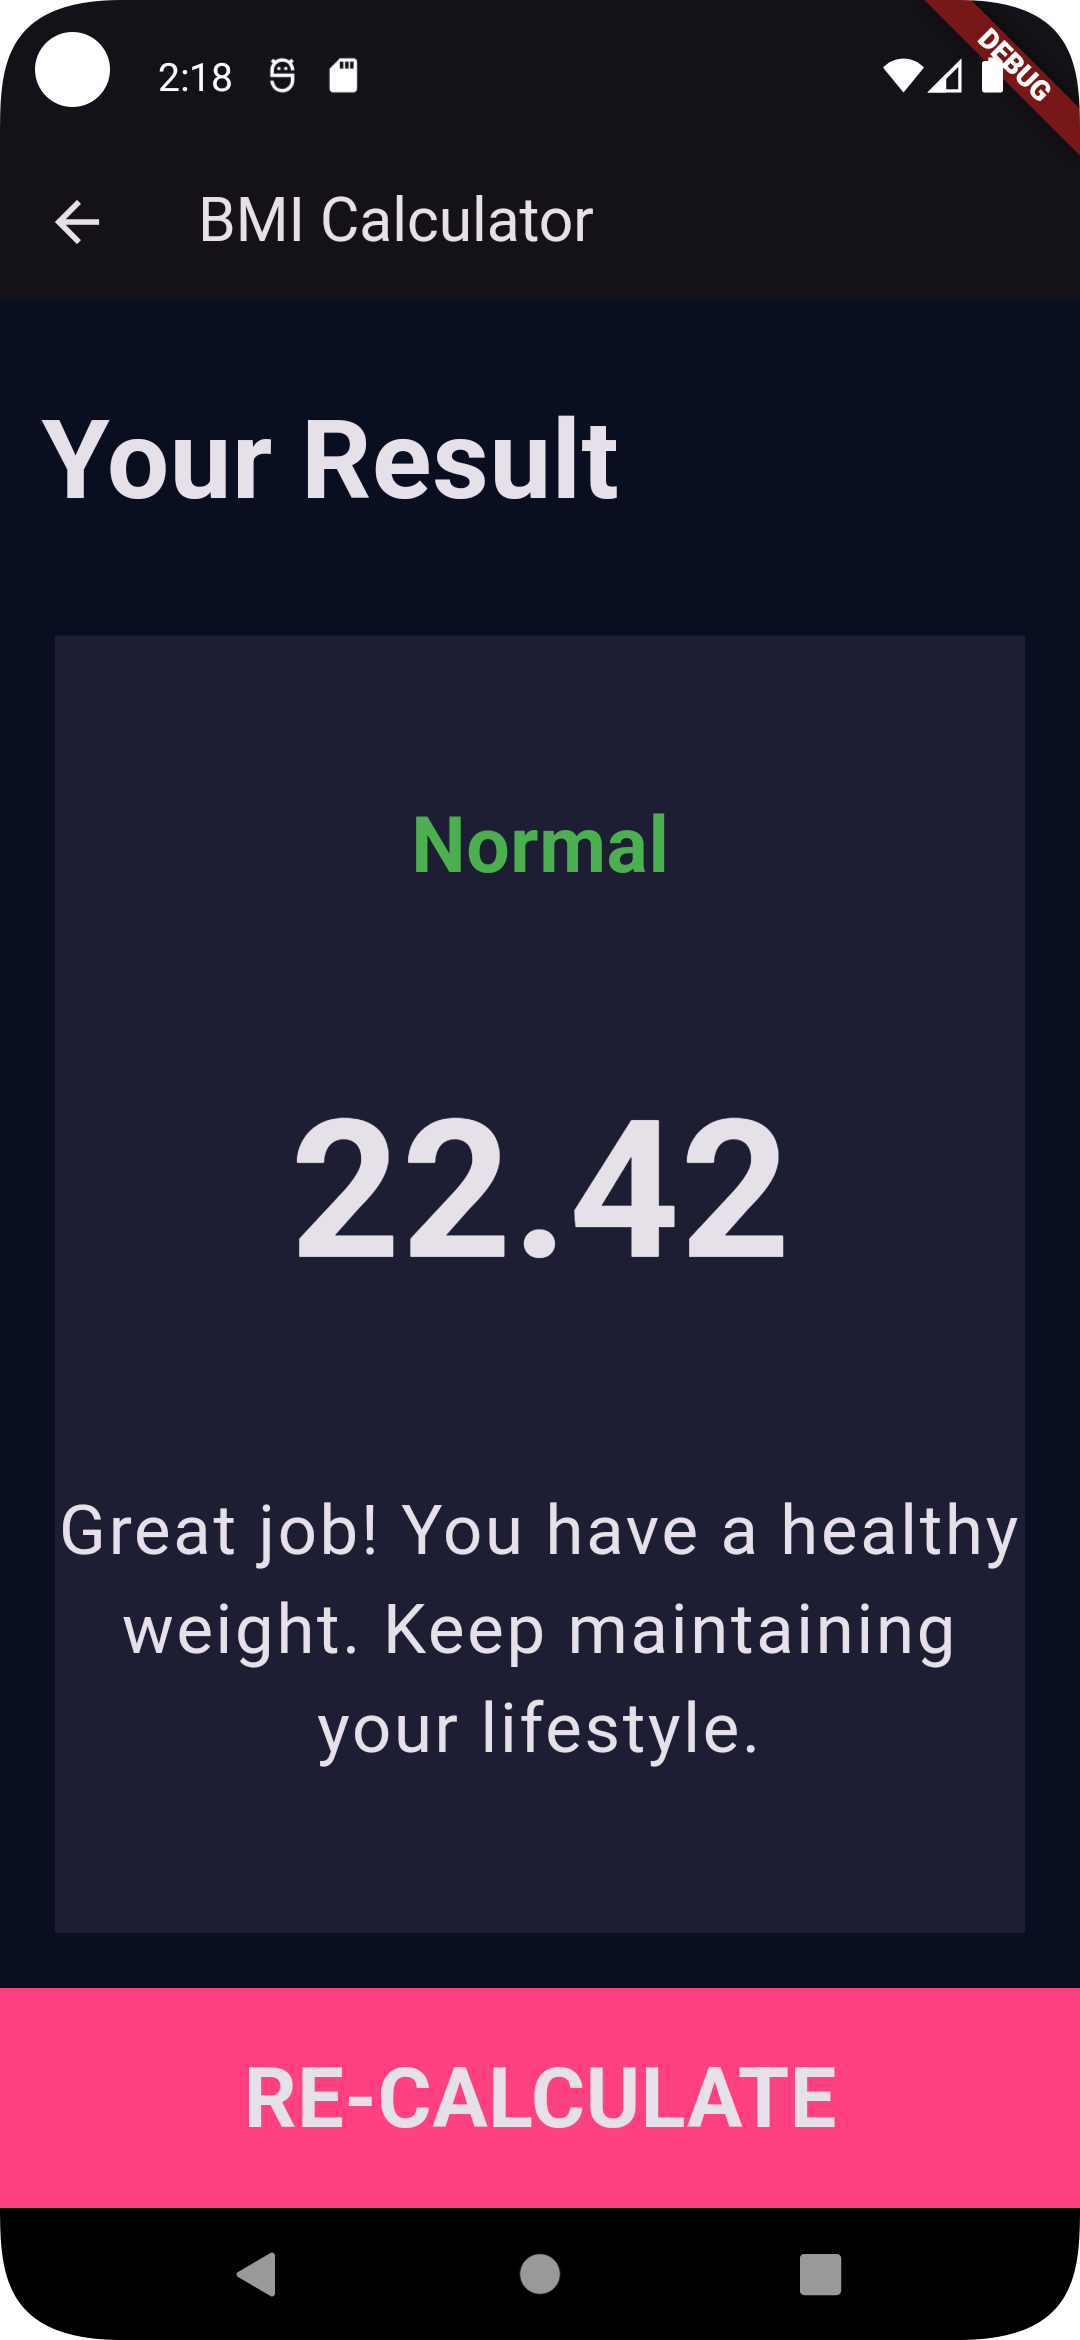 2:18
DEBUG
BMI Calculator
Your Result
Normal
22.42
Great job! You have a healthy
weight. Keep maintaining
your lifestyle.
RE-CALCULATE